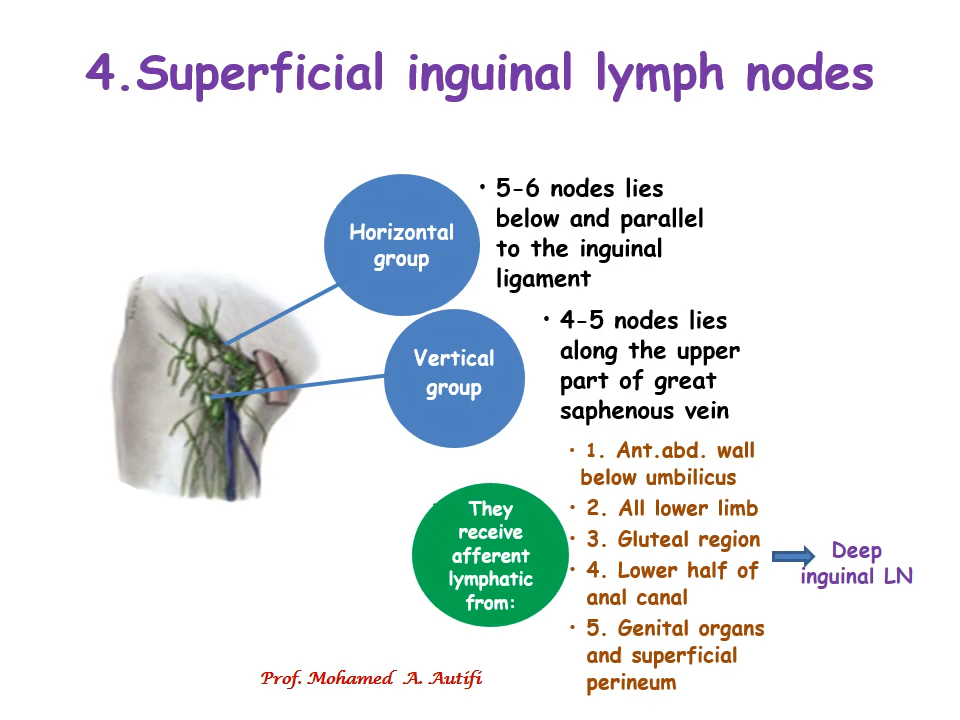 4.Superficial inguinal lymph nodes
Horizontal
group
• 5-6 nodes lies
below and parallel
to the inguinal
ligament
Vertical
group
• 4-5 nodes lies
along the upper
part of great
saphenous vein
They
receive
afferent
lymphatic
from:
• 1. Ant.abd. wall
below umbilicus
• 2. All lower limb
• 3. Gluteal region
• 4. Lower half of
anal canal
• 5. Genital organs
and superficial
perineum
Deep
inguinal LN
Prof. Mohamed A. Autifi